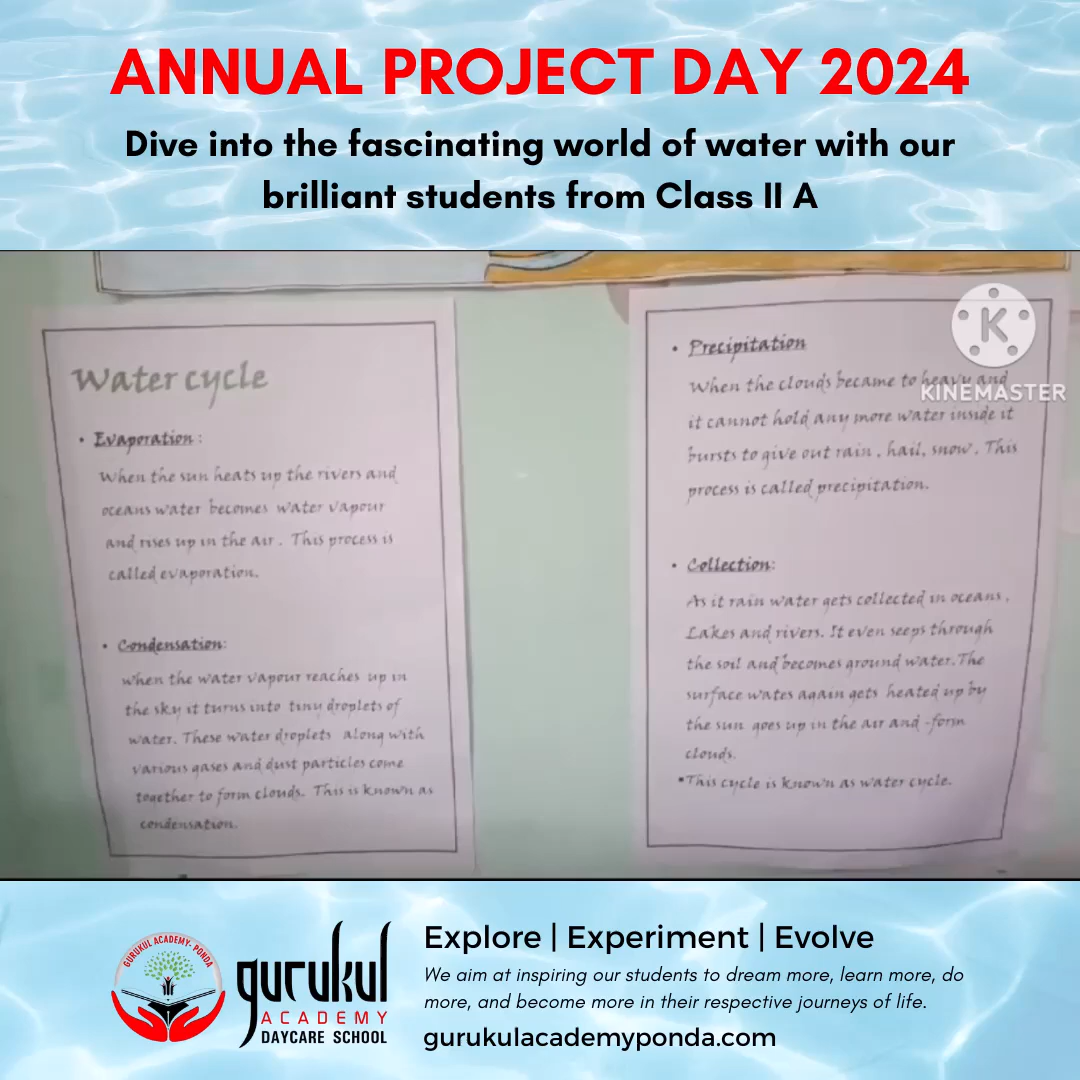 ANNUAL PROJECT DAY 2024
Dive into the fascinating world of water with our
brilliant students from Class II A
Water cycle
• Evaporation :
When the sun heats up the rivers and
oceans water becomes water vapour
and rises up in the air. This process is
called evaporation.
• Condensation:
when the water vapour reaches up in
the sky it turns into tiny droplets of
water. These water droplets along with
various gases and dust particles come
together to form clouds. This is known as
condensation.
• Precipitation
When the clouds became to heavy and
it cannot hold any more water inside it
bursts to give out rain, hail, snow. This
process is called precipitation.
• Collection:
As it rain water gets collected in oceans,
Lakes and rivers. It even seeps through
the soil and becomes ground water. The
surface wates again gets heated up by
the sun goes up in the air and -form
clouds.
•This cycle is known as water cycle.
K
KINEMASTER
GURUKUL ACADEMY- PONDA
gurukul
ACADEMY
DAYCARE SCHOOL
Explore | Experiment | Evolve
We aim at inspiring our students to dream more, learn more, do
more, and become more in their respective journeys of life.
gurukulacademyponda.com